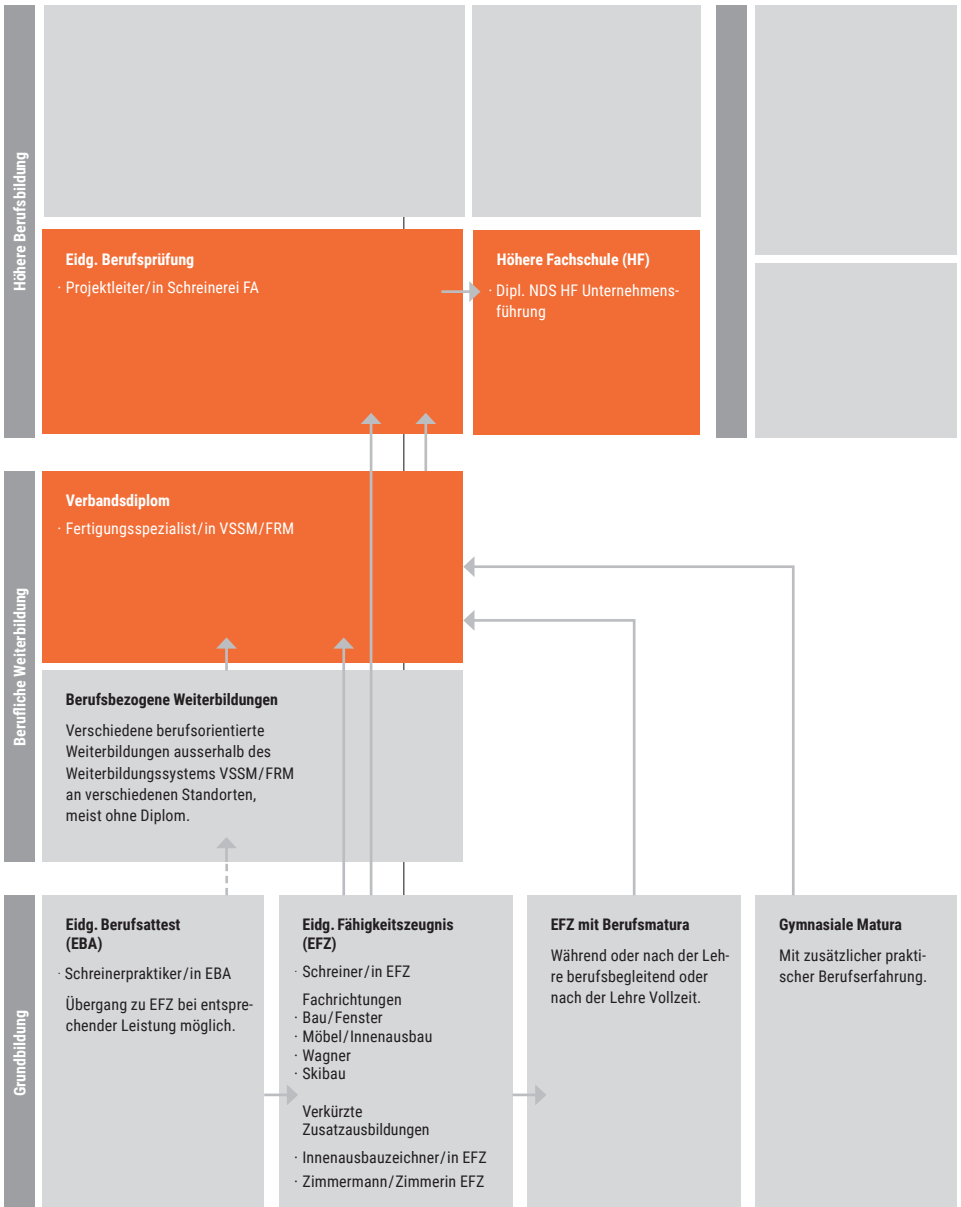 Höhere Berufsbildung
Eidg. Berufsprüfung
· Projektleiter/in Schreinerei FA
Höhere Fachschule (HF)
· Dipl. NDS HF Unternehmens-
führung
Berufliche Weiterbildung
Verbandsdiplom
· Fertigungsspezialist/in VSSM/FRM
Berufsbezogene Weiterbildungen
Verschiedene berufsorientierte
Weiterbildungen ausserhalb des
Weiterbildungssystems VSSM/FRM
an verschiedenen Standorten,
meist ohne Diplom.
Grundbildung
Eidg. Berufsattest
(EBA)
· Schreinerpraktiker/in EBA
Übergang zu EFZ bei entspre-
chender Leistung möglich.
Eidg. Fähigkeitszeugnis
(EFZ)
· Schreiner/in EFZ
Fachrichtungen
· Bau/Fenster
· Möbel/Innenausbau
· Wagner
· Skibau
Verkürzte
Zusatzausbildungen
· Innenausbauzeichner/in EFZ
· Zimmermann/Zimmerin EFZ
EFZ mit Berufsmatura
Während oder nach der Leh-
re berufsbegleitend oder
nach der Lehre Vollzeit.
Gymnasiale Matura
Mit zusätzlicher prakti-
scher Berufserfahrung.